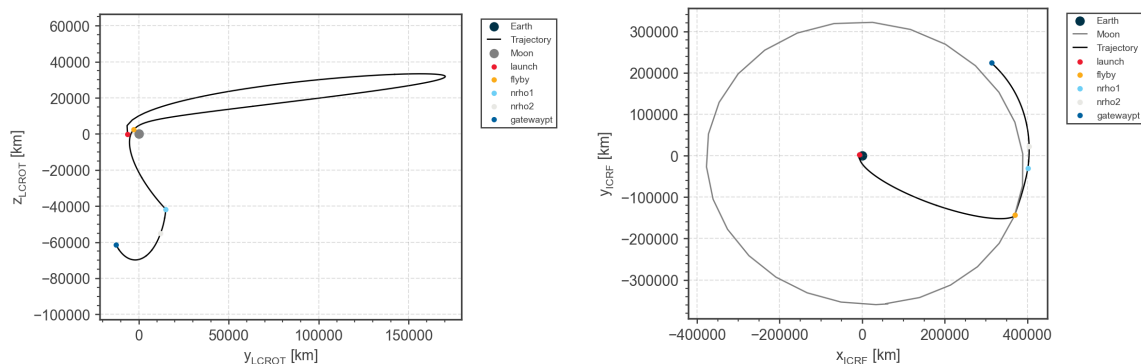 60000
40000
20000
0
−20000
−40000
−60000
−80000
−100000
z_LCROT [km]
0
50000
100000
150000
y_LCROT [km]
Earth
Trajectory
Moon
launch
flyby
nrho1
nrho2
gatewaypt
300000
200000
100000
0
−100000
−200000
−300000
y_ICRF [km]
−400000
−200000
0
200000
400000
x_ICRF [km]
Earth
Moon
Trajectory
launch
flyby
nrho1
nrho2
gatewaypt